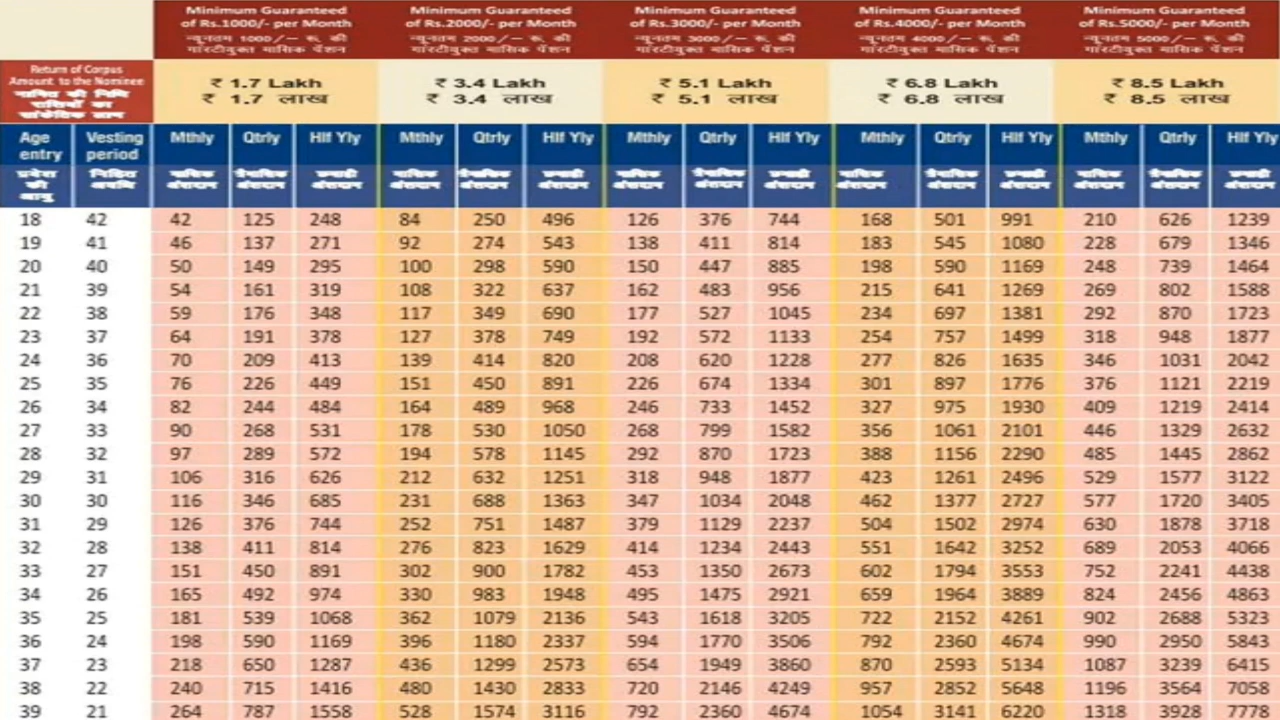 Minimum Guaranteed of Rs.1000/- per Month
न्यूनतम 1000/– रु. की गारंटीयुक्त मासिक पेंशन
Minimum Guaranteed of Rs.2000/- per Month
न्यूनतम 2000/– रु. की गारंटीयुक्त मासिक पेंशन
Minimum Guaranteed of Rs.3000/- per Month
न्यूनतम 3000/– रु. की गारंटीयुक्त मासिक पेंशन
Minimum Guaranteed of Rs.4000/- per Month
न्यूनतम 4000/– रु. की गारंटीयुक्त मासिक पेंशन
Minimum Guaranteed of Rs.5000/- per Month
न्यूनतम 5000/– रु. की गारंटीयुक्त मासिक पेंशन
Return of Corpus
Amount to the Nominee
₹ 1.7 Lakh ₹ 3.4 Lakh ₹ 5.1 Lakh ₹ 6.8 Lakh ₹ 8.5 Lakh
₹ 1.7 लाख ₹ 3.4 लाख ₹ 5.1 लाख ₹ 6.8 लाख ₹ 8.5 लाख
Age entry Vesting period Mthly Qtrly Hlf Yly Mthly Qtrly Hlf Yly Mthly Qtrly Hlf Yly Mthly Qtrly Hlf Yly Mthly Qtrly Hlf Yly
प्रवेश की आयु
18 42 42 125 248 84 250 496 126 376 744 168 501 991 210 626 1239
19 41 46 137 271 92 274 543 138 411 814 183 545 1080 228 679 1346
20 40 50 149 295 100 298 590 150 447 885 198 590 1169 248 739 1464
21 39 54 161 319 108 322 637 162 483 956 215 641 1269 269 802 1588
22 38 59 176 348 117 349 690 177 527 1045 234 697 1381 292 870 1723
23 37 64 191 378 127 378 749 192 572 1133 254 757 1499 318 948 1877
24 36 70 209 413 139 414 820 208 620 1228 277 826 1635 346 1031 2042
25 35 76 226 449 151 450 891 226 674 1334 301 897 1776 376 1121 2219
26 34 82 244 484 164 489 968 246 733 1452 327 975 1930 409 1219 2414
27 33 90 268 531 178 530 1050 268 799 1582 356 1061 2101 446 1329 2632
28 32 97 289 572 194 578 1145 292 870 1723 388 1156 2290 485 1445 2862
29 31 106 316 626 212 632 1251 318 948 1877 423 1261 2496 529 1577 3122
30 30 116 346 685 231 688 1363 347 1034 2048 462 1377 2727 577 1720 3405
31 29 126 376 744 252 751 1487 379 1129 2237 504 1502 2974 630 1878 3718
32 28 138 411 814 276 823 1629 414 1234 2443 551 1642 3252 689 2053 4066
33 27 151 450 891 302 900 1782 453 1350 2673 602 1794 3553 752 2241 4438
34 26 165 492 974 330 983 1948 495 1475 2921 659 1964 3889 824 2456 4863
35 25 181 539 1068 362 1079 2136 543 1618 3205 722 2152 4261 902 2688 5323
36 24 198 590 1169 396 1180 2337 594 1770 3506 792 2360 4674 990 2950 5843
37 23 218 650 1287 436 1299 2573 654 1949 3860 870 2593 5134 1087 3239 6415
38 22 240 715 1416 480 1430 2833 720 2146 4249 957 2852 5648 1196 3564 7058
39 21 264 787 1558 528 1574 3116 792 2360 4674 1054 3141 6220 1318 3928 7778